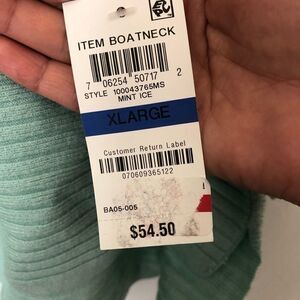 ITEM BOATNECK
7 06254 50717 2
STYLE 100043765MS
MINT ICE
XLARGE
Customer Return Label
070609365122
BA05-005
$54.50